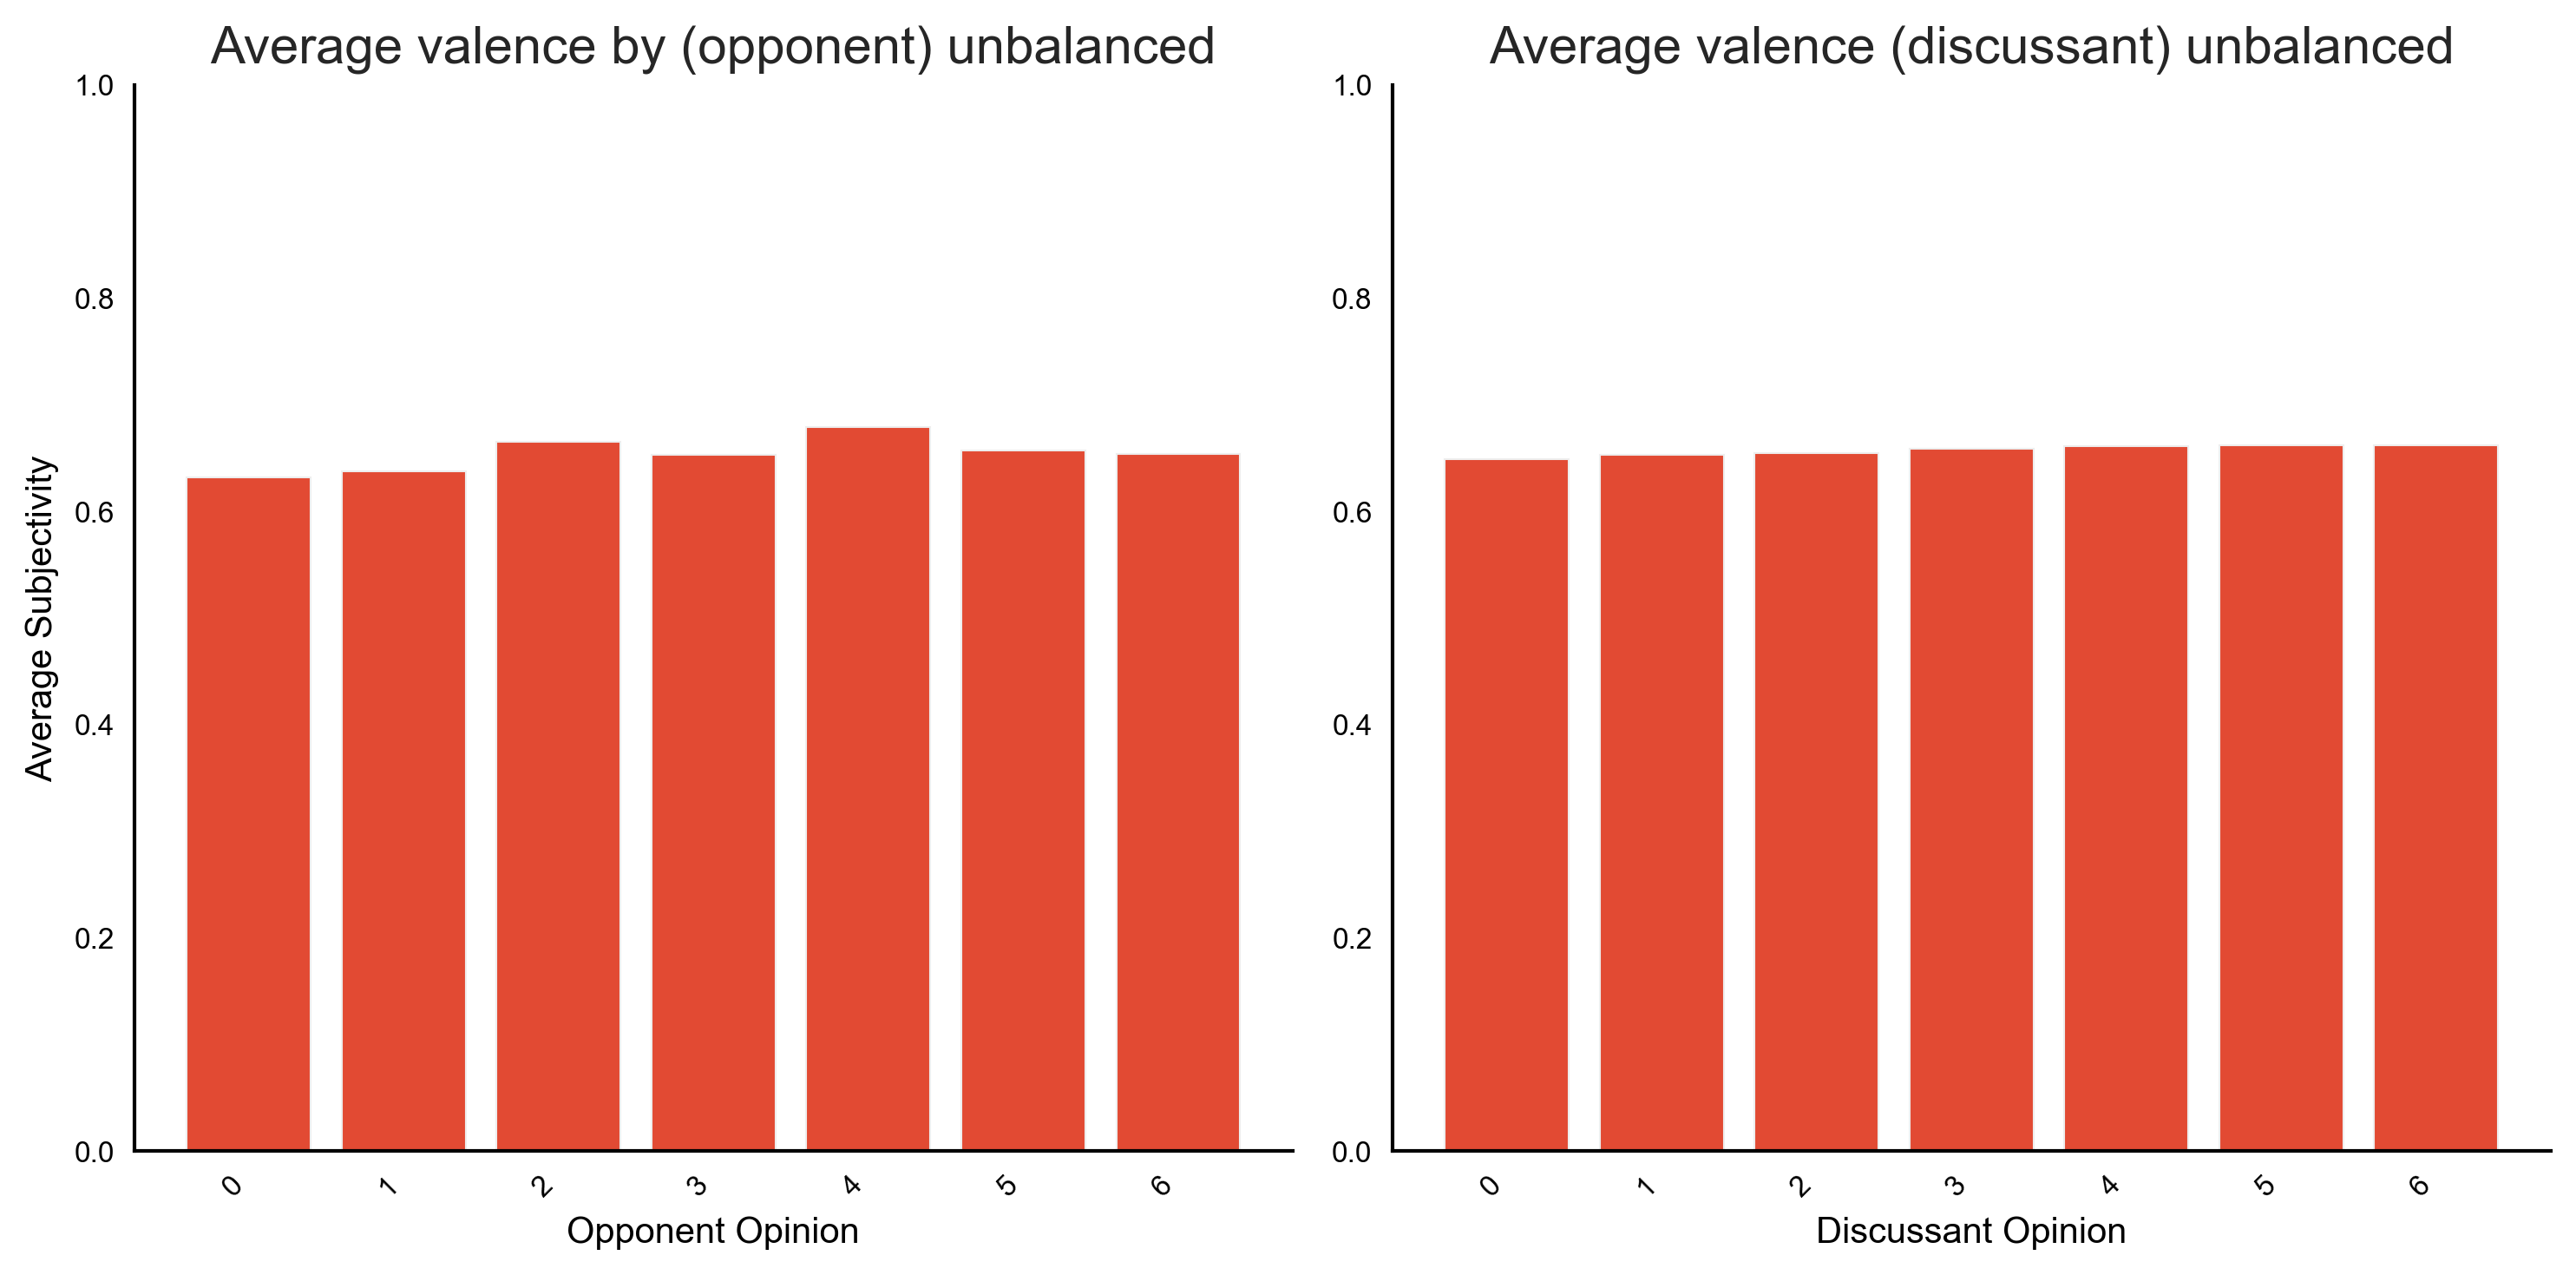 Average valence by (opponent) unbalanced
1.0
0.8
0.6
0.4
0.2
0.0
Average Subjectivity
0 1 2 3 4 5 6
Opponent Opinion
Average valence (discussant) unbalanced
1.0
0.8
0.6
0.4
0.2
0.0
0 1 2 3 4 5 6
Discussant Opinion